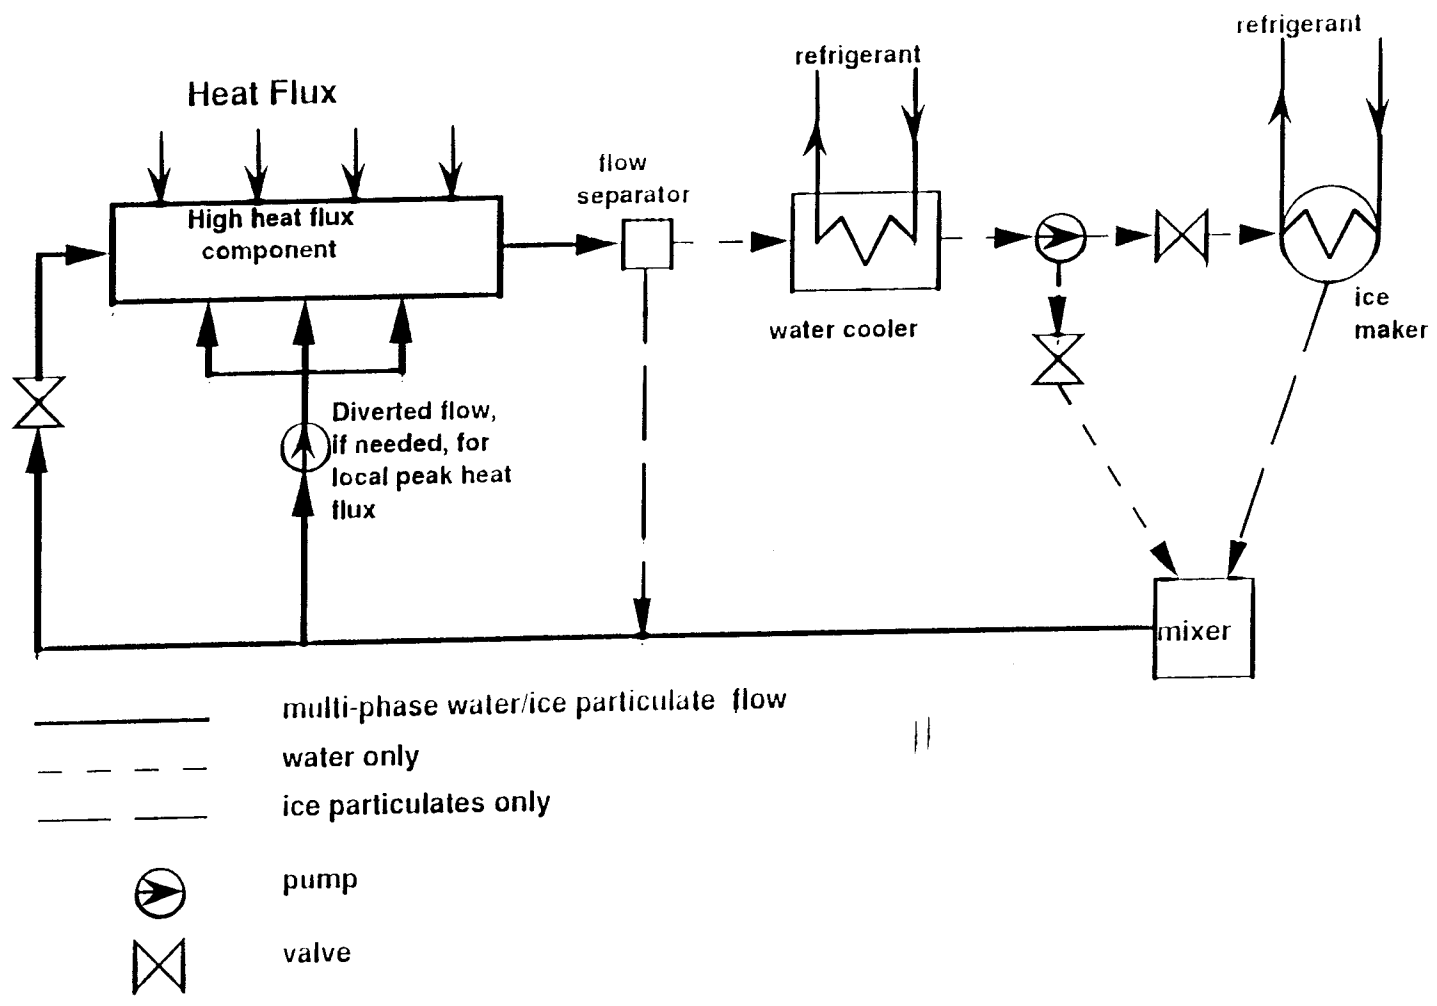 refrigerant
refrigerant
Heat Flux
flow
separator
High heat flux
component
water cooler
ice
maker
Diverted flow,
if needed, for
local peak heat
flux
mixer
multi-phase water/ice particulate flow
water only
ice particulates only
pump
valve